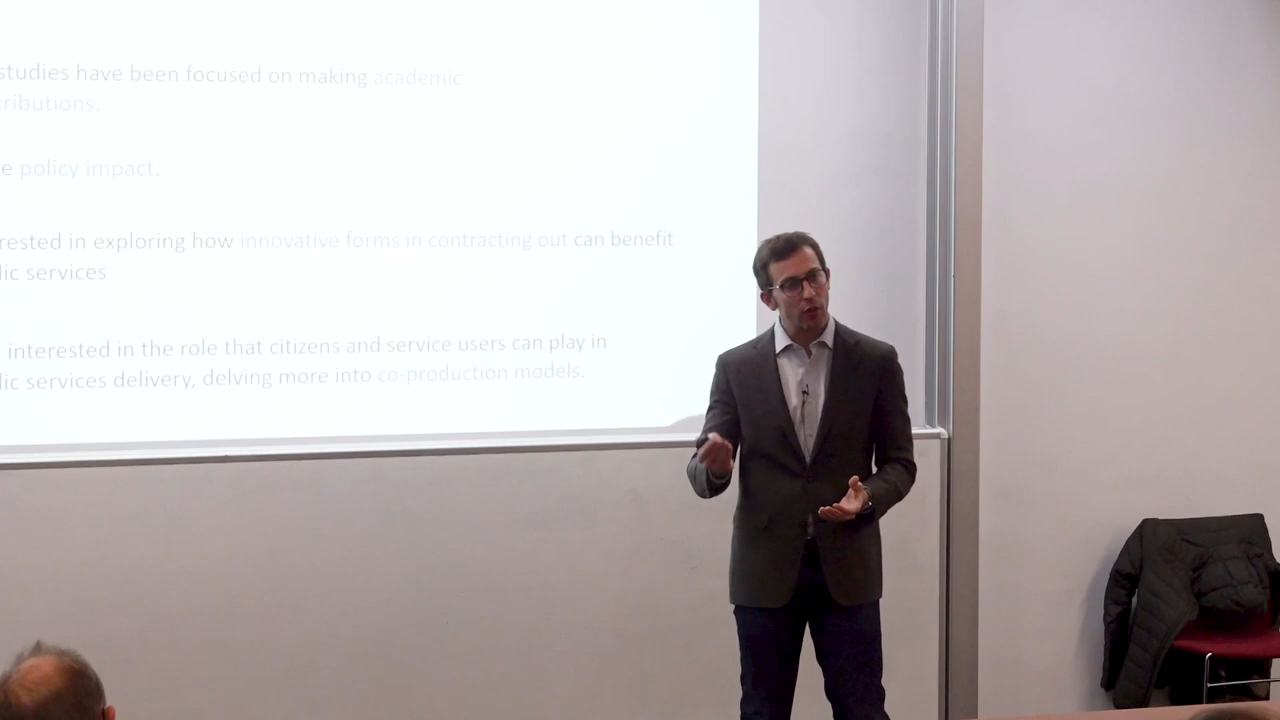 studies have been focused on making academic
tributions.
e policy impact.
rested in exploring how innovative forms in contracting out can benefit
lic services
interested in the role that citizens and service users can play in
lic services delivery, delving more into co-production models.